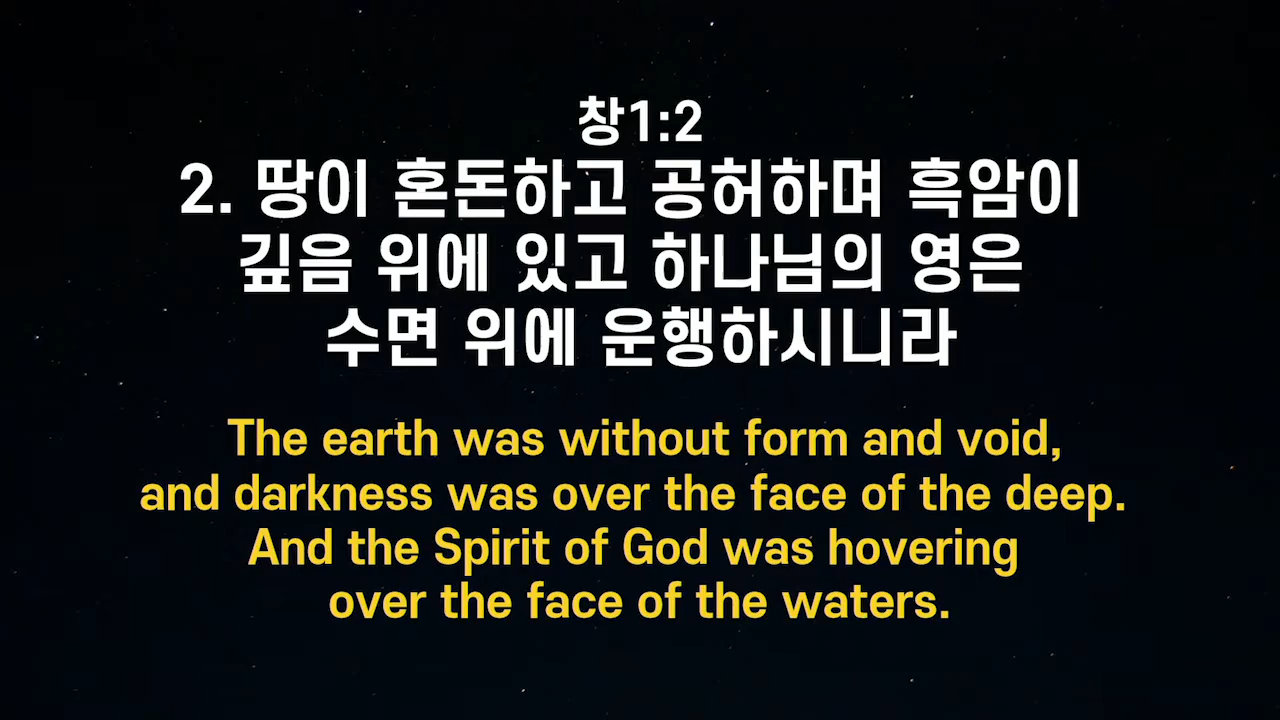 창1:2
2. 땅이 혼돈하고 공허하며 흑암이
깊음 위에 있고 하나님의 영은
수면 위에 운행하시니라
The earth was without form and void,
and darkness was over the face of the deep.
And the Spirit of God was hovering
over the face of the waters.